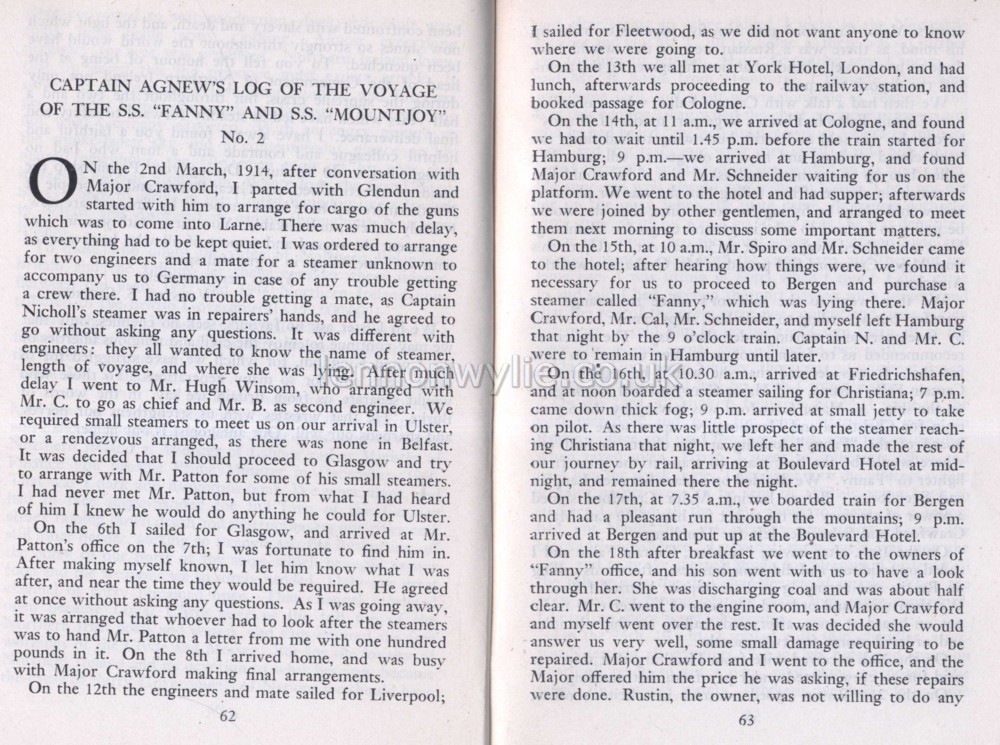 CAPTAIN AGNEW'S LOG OF THE VOYAGE
OF THE S.S. "FANNY" AND S.S. "MOUNTJOY"
No. 2
ON the 2nd March, 1914, after conversation with
Major Crawford, I parted with Glendun and
started with him to arrange for cargo of the guns
which was to come into Larne. There was much delay,
as everything had to be kept quiet. I was ordered to arrange
for two engineers and a mate for a steamer unknown to
accompany us to Germany in case of any trouble getting
a crew there. I had no trouble getting a mate, as Captain
Nicholl's steamer was in repairers' hands, and he agreed to
go without asking any questions. It was different with
engineers: they all wanted to know the name of steamer,
length of voyage, and where she was lying. After much
delay I went to Mr. Hugh Winsom, who arranged with
Mr. C. to go as chief and Mr. B. as second engineer. We
required small steamers to meet us on our arrival in Ulster,
or a rendezvous arranged, as there was none in Belfast.
It was decided that I should proceed to Glasgow and try
to arrange with Mr. Patton for some of his small steamers.
I had never met Mr. Patton, but from what I had heard
of him I knew he would do anything he could for Ulster.
On the 6th I sailed for Glasgow, and arrived at Mr.
Patton's office on the 7th; I was fortunate to find him in.
After making myself known, I let him know what I was
after, and near the time they would be required. He agreed
at once without asking any questions. As I was going away,
it was arranged that whoever had to look after the steamers
was to hand Mr. Patton a letter from me with one hundred
pounds in it. On the 8th I arrived home, and was busy
with Major Crawford making final arrangements.
On the 12th the engineers and mate sailed for Liverpool;
62
I sailed for Fleetwood, as we did not want anyone to know
where we were going to.
On the 13th we all met at York Hotel, London, and had
lunch, afterwards proceeding to the railway station, and
booked passage for Cologne.
On the 14th, at 11 a.m., we arrived at Cologne, and found
we had to wait until 1.45 p.m. before the train started for
Hamburg; 9 p.m.—we arrived at Hamburg, and found
Major Crawford and Mr. Schneider waiting for us on the
platform. We went to the hotel and had supper; afterwards
we were joined by other gentlemen, and arranged to meet
them next morning to discuss some important matters.
On the 15th, at 10 a.m., Mr. Spiro and Mr. Schneider came
to the hotel; after hearing how things were, we found it
necessary for us to proceed to Bergen and purchase a
steamer called "Fanny," which was lying there. Major
Crawford, Mr. Cal, Mr. Schneider, and myself left Hamburg
that night by the 9 o'clock train. Captain N. and Mr. C.
were to remain in Hamburg until later.
On the 16th, at 10.30 a.m., arrived at Friedrichshafen,
and at noon boarded a steamer sailing for Christiana; 7 p.m.
came down thick fog; 9 p.m. arrived at small jetty to take
on pilot. As there was little prospect of the steamer reach-
ing Christiana that night, we left her and made the rest of
our journey by rail, arriving at Boulevard Hotel at mid-
night, and remained there the night.
On the 17th, at 7.35 a.m., we boarded train for Bergen
and had a pleasant run through the mountains; 9 p.m.
arrived at Bergen and put up at the Boulevard Hotel.
On the 18th after breakfast we went to the owners of
"Fanny" office, and his son went with us to have a look
through her. She was discharging coal and was about half
clear. Mr. C. went to the engine room, and Major Crawford
and myself went over the rest. It was decided she would
answer us very well, some small damage requiring to be
repaired. Major Crawford and I went to the office, and the
Major offered him the price he was asking, if these repairs
were done. Rustin, the owner, was not willing to do any
63
lennonwylie.co.uk